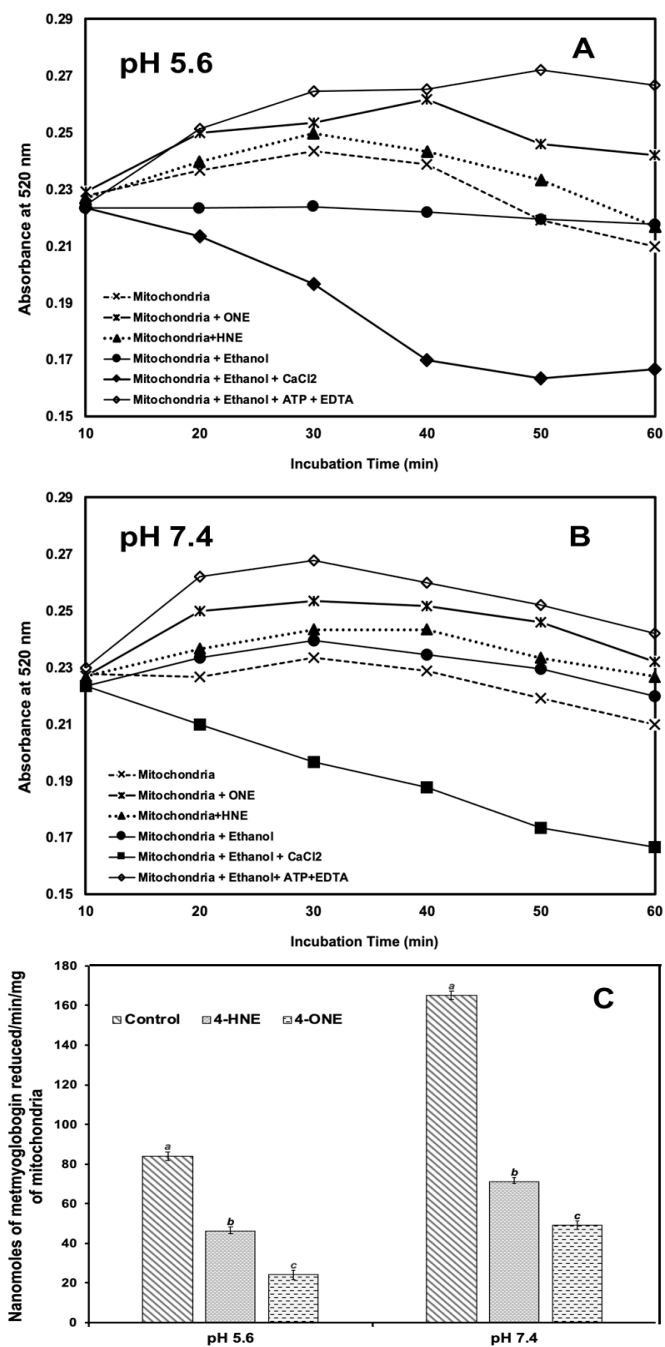 pH 5.6
A
0.29
0.27
0.25
0.23
0.21
0.19
0.17
0.15
Absorbance at 520 nm
Mitochondria
Mitochondria + ONE
Mitochondria+HNE
Mitochondria + Ethanol
Mitochondria + Ethanol + CaCl2
Mitochondria + Ethanol + ATP + EDTA
10 20 30 40 50 60
Incubation Time (min)
pH 7.4
B
0.29
0.27
0.25
0.23
0.21
0.19
0.17
0.15
Absorbance at 520 nm
Mitochondria
Mitochondria + ONE
Mitochondria+HNE
Mitochondria + Ethanol
Mitochondria + Ethanol + CaCl2
Mitochondria + Ethanol+ ATP+EDTA
10 20 30 40 50 60
Incubation Time (min)
C
180
160
140
120
100
80
60
40
20
0
Nanomoles of metmyoglobogin reduced/min/mg
of mitochondria
Control 4-HNE 4-ONE
a
b
c
a
b
c
pH 5.6 pH 7.4